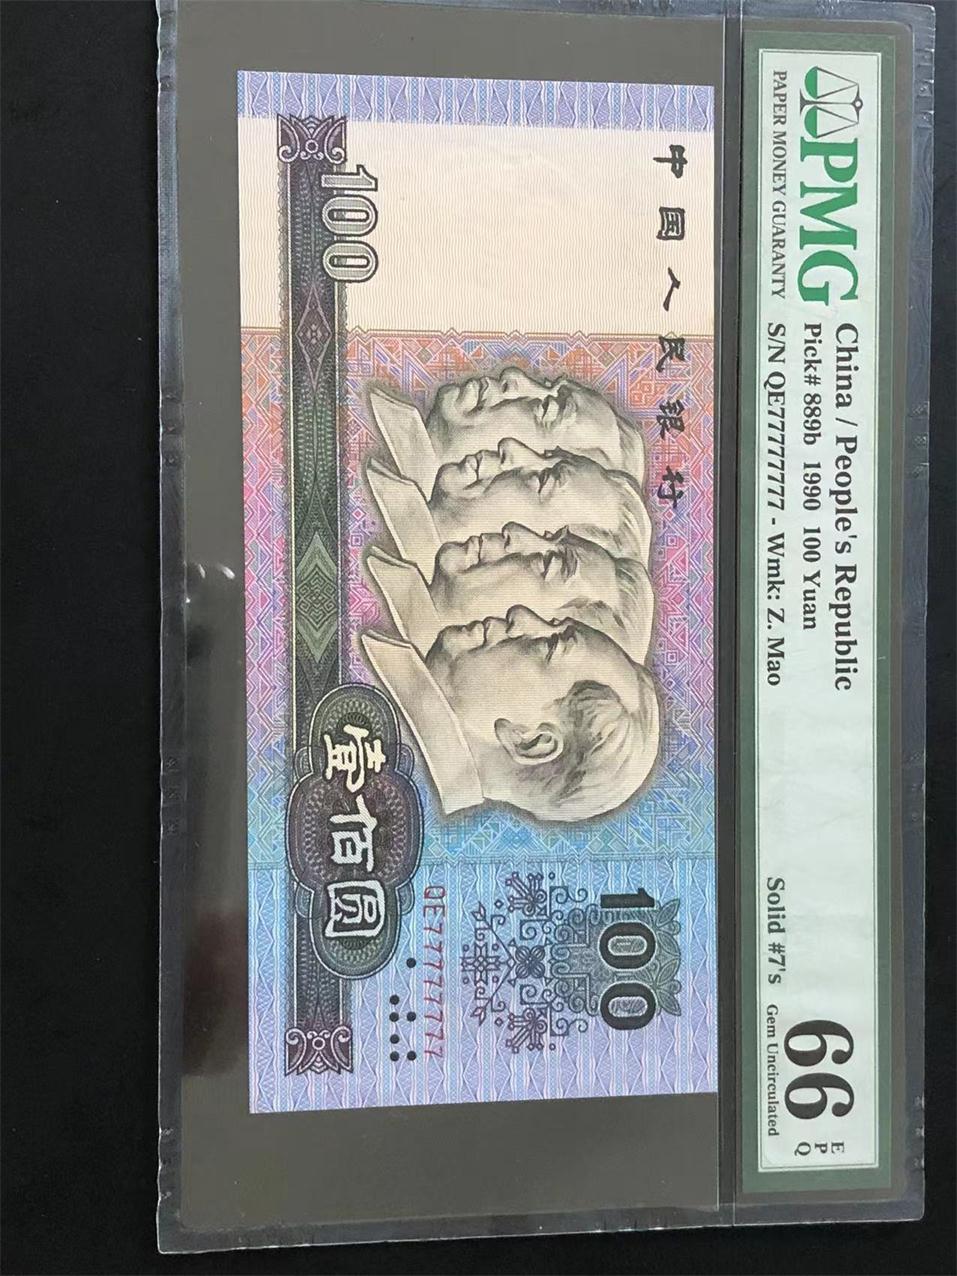 PMG
PAPER MONEY GUARANTY
China / People's Republic
Pick# 889b 1990 100 Yuan
S/N QE77777777 - Wmk: Z. Mao
Solid #7's
66
EPQ
Gem Uncirculated
中国人民银行
100
100
QE77777777
壹佰圆